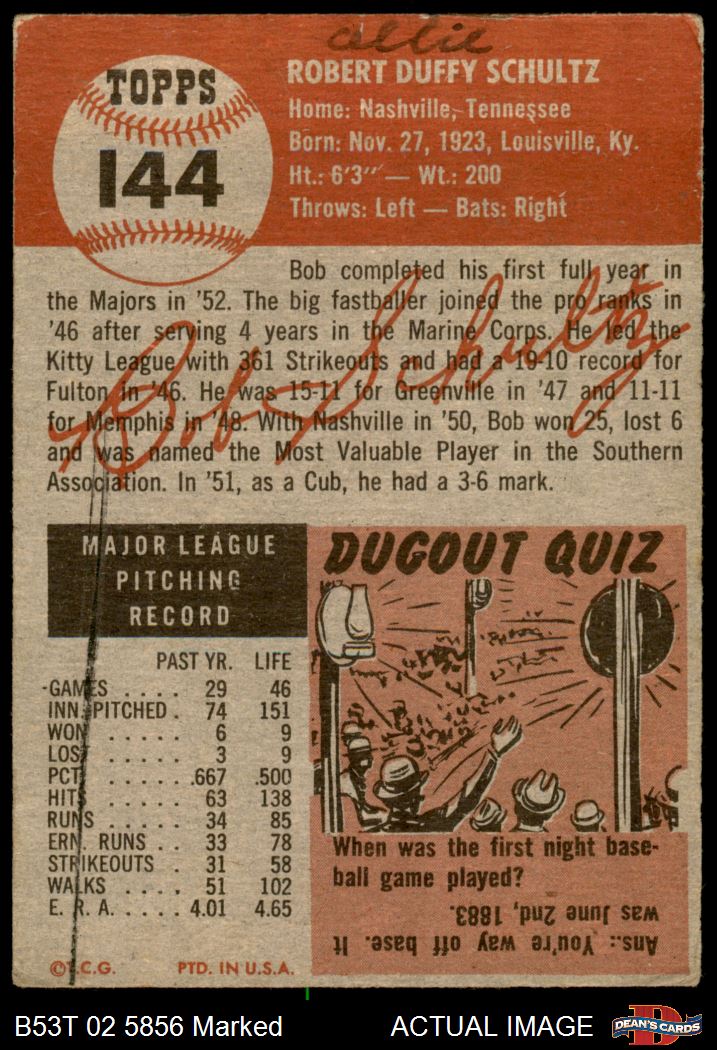 allie
ROBERT DUFFY SCHULTZ
TOPPS
144
Home: Nashville, Tennessee
Born: Nov. 27, 1923, Louisville, Ky.
Ht.: 6'3" — Wt.: 200
Throws: Left — Bats: Right
Bob completed his first full year in
the Majors in '52. The big fastballer joined the pro ranks in
'46 after serving 4 years in the Marine Corps. He led the
Kitty League with 361 Strikeouts and had a 19-10 record for
Fulton in '46. He was 15-11 for Greenville in '47 and 11-11
for Memphis in '48. With Nashville in '50, Bob won 25, lost 6
and was named the Most Valuable Player in the Southern
Association. In '51, as a Cub, he had a 3-6 mark.
Bob Schultz
MAJOR LEAGUE
PITCHING
RECORD
PAST YR. LIFE
GAMES .... 29 46
INN. PITCHED . 74 151
WON ..... 6 9
LOST ..... 3 9
PCT. ..... .667 .500
HITS ..... 63 138
RUNS ..... 34 85
ERN. RUNS .. 33 78
STRIKEOUTS . 31 58
WALKS .... 51 102
E. R. A. .... 4.01 4.65
©T.C.G. PTD. IN U.S.A.
DUGOUT QUIZ
When was the first night base-
ball game played?
Ans.: You're way off base. It
was June 2nd, 1883.
B53T 02 5856 Marked
ACTUAL IMAGE
D
DEAN'S CARDS